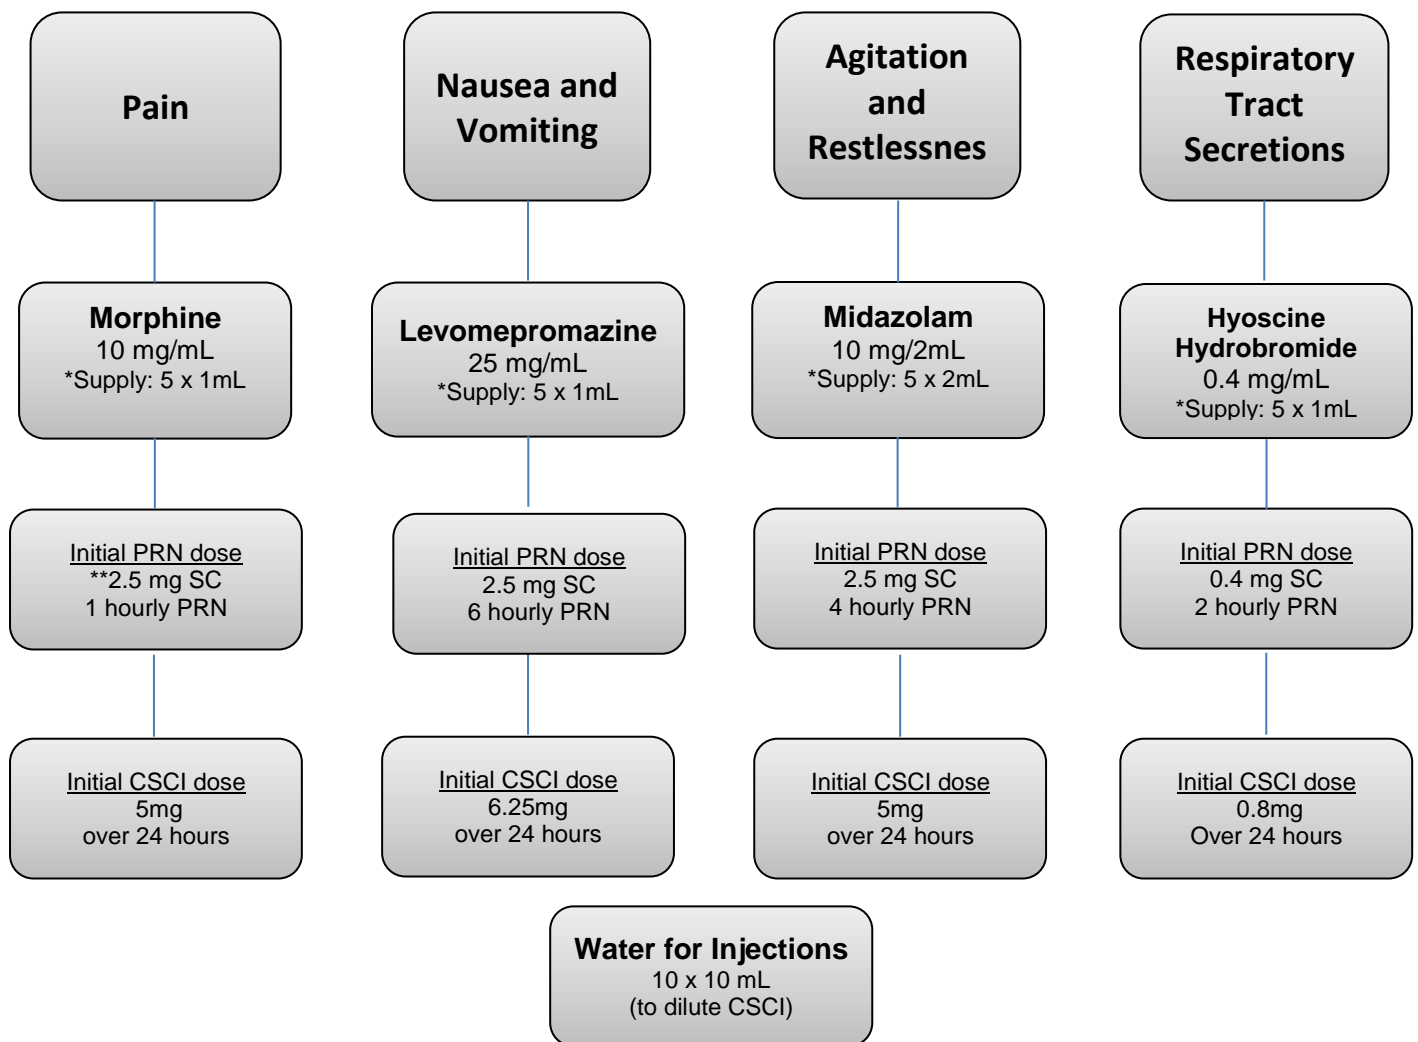 Pain
Nausea and
Vomiting
Agitation
and
Restlessnes
Respiratory
Tract
Secretions
Morphine
10 mg/mL
*Supply: 5 x 1mL
Levomepromazine
25 mg/mL
*Supply: 5 x 1mL
Midazolam
10 mg/2mL
*Supply: 5 x 2mL
Hyoscine
Hydrobromide
0.4 mg/mL
*Supply: 5 x 1mL
Initial PRN dose
**2.5 mg SC
1 hourly PRN
Initial PRN dose
2.5 mg SC
6 hourly PRN
Initial PRN dose
2.5 mg SC
4 hourly PRN
Initial PRN dose
0.4 mg SC
2 hourly PRN
Initial CSCI dose
5mg
over 24 hours
Initial CSCI dose
6.25mg
over 24 hours
Initial CSCI dose
5mg
over 24 hours
Initial CSCI dose
0.8mg
Over 24 hours
Water for Injections
10 x 10 mL
(to dilute CSCI)